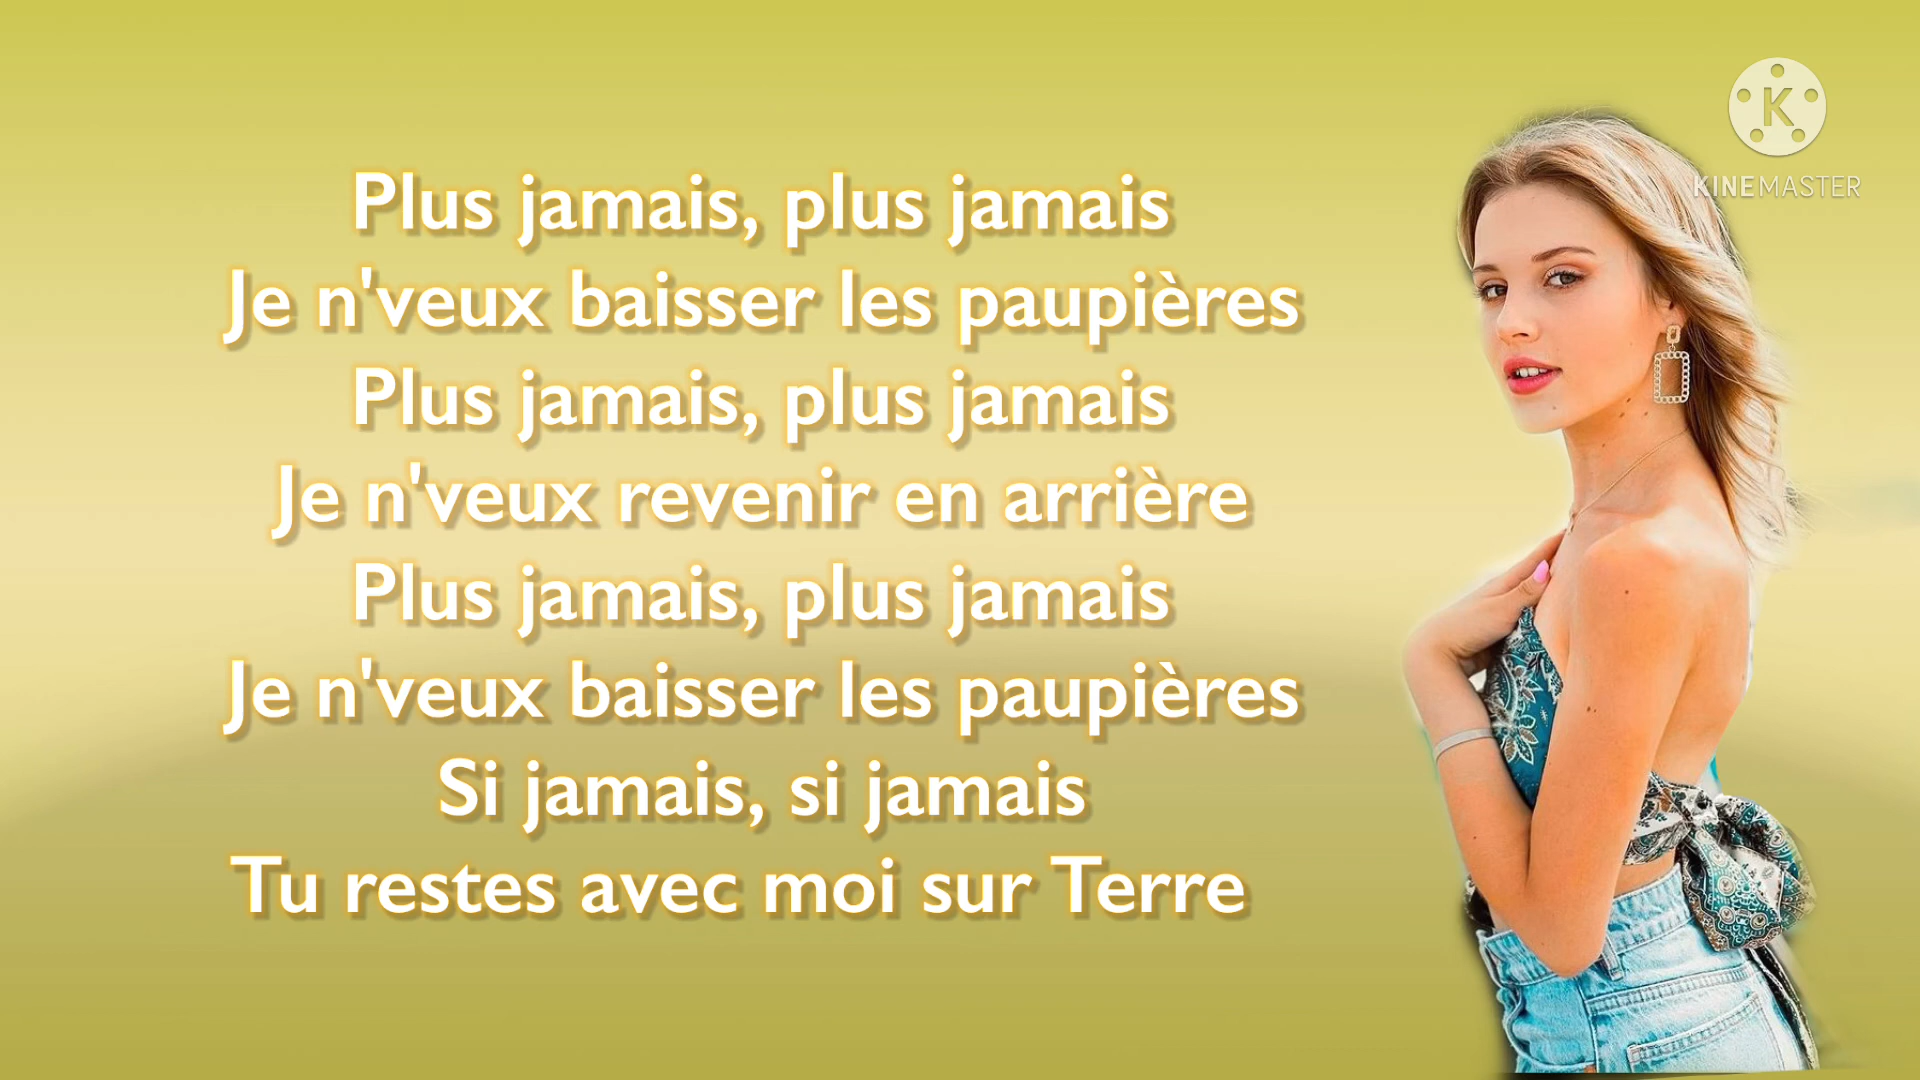 K
KINEMASTER
Plus jamais, plus jamais
Je n'veux baisser les paupières
Plus jamais, plus jamais
Je n'veux revenir en arrière
Plus jamais, plus jamais
Je n'veux baisser les paupières
Si jamais, si jamais
Tu restes avec moi sur Terre